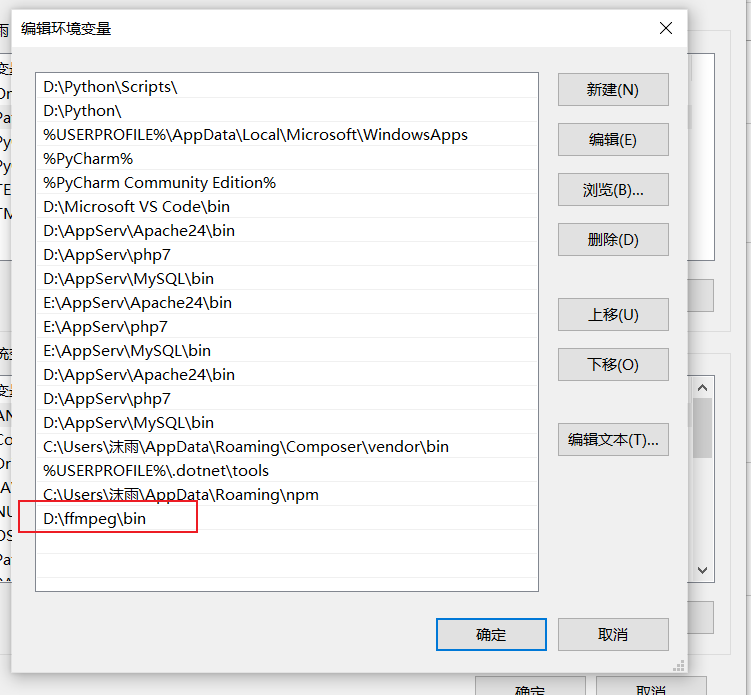 编辑环境变量
D:\Python\Scripts\
新建(N)
D:\Python\
%USERPROFILE%\AppData\Local\Microsoft\WindowsApps
编辑(E)
%PyCharm%
%PyCharm Community Edition%
浏览(B)...
D:\Microsoft VS Code\bin
D:\AppServ\Apache24\bin
删除(D)
D:\AppServ\php7
D:\AppServ\MySQL\bin
E:\AppServ\Apache24\bin
上移(U)
E:\AppServ\php7
E:\AppServ\MySQL\bin
下移(O)
D:\AppServ\Apache24\bin
D:\AppServ\php7
D:\AppServ\MySQL\bin
编辑文本(T)...
C:\Users\沫雨\AppData\Roaming\Composer\vendor\bin
%USERPROFILE%\.dotnet\tools
C:\Users\沫雨\AppData\Roaming\npm
D:\ffmpeg\bin
确定
取消
确定
取消